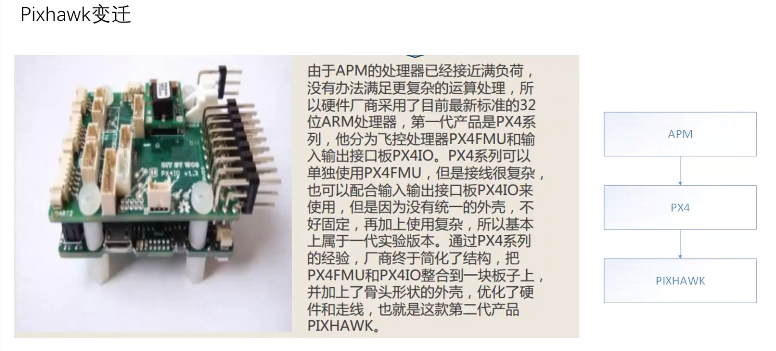 Pixhawk变迁
由于APM的处理器已经接近满负荷，
没有办法满足更复杂的运算处理，所
以硬件厂商采用了目前最新标准的32
位ARM处理器，第一代产品是PX4系
列，他分为飞控处理器PX4FMU和输
入输出接口板PX4IO。PX4系列可以
单独使用PX4FMU，但是接线很复杂，
也可以配合输入输出接口板PX4IO来
使用，但是因为没有统一的外壳，不
好固定，再加上使用复杂，所以基本
上属于一代实验版本。通过PX4系列
的经验，厂商终于简化了结构，把
PX4FMU和PX4IO整合到一块板子上，
并加上了骨头形状的外壳，优化了硬
件和走线，也就是这款第二代产品
PIXHAWK。
PX4IO v1.3
APM
PX4
PIXHAWK